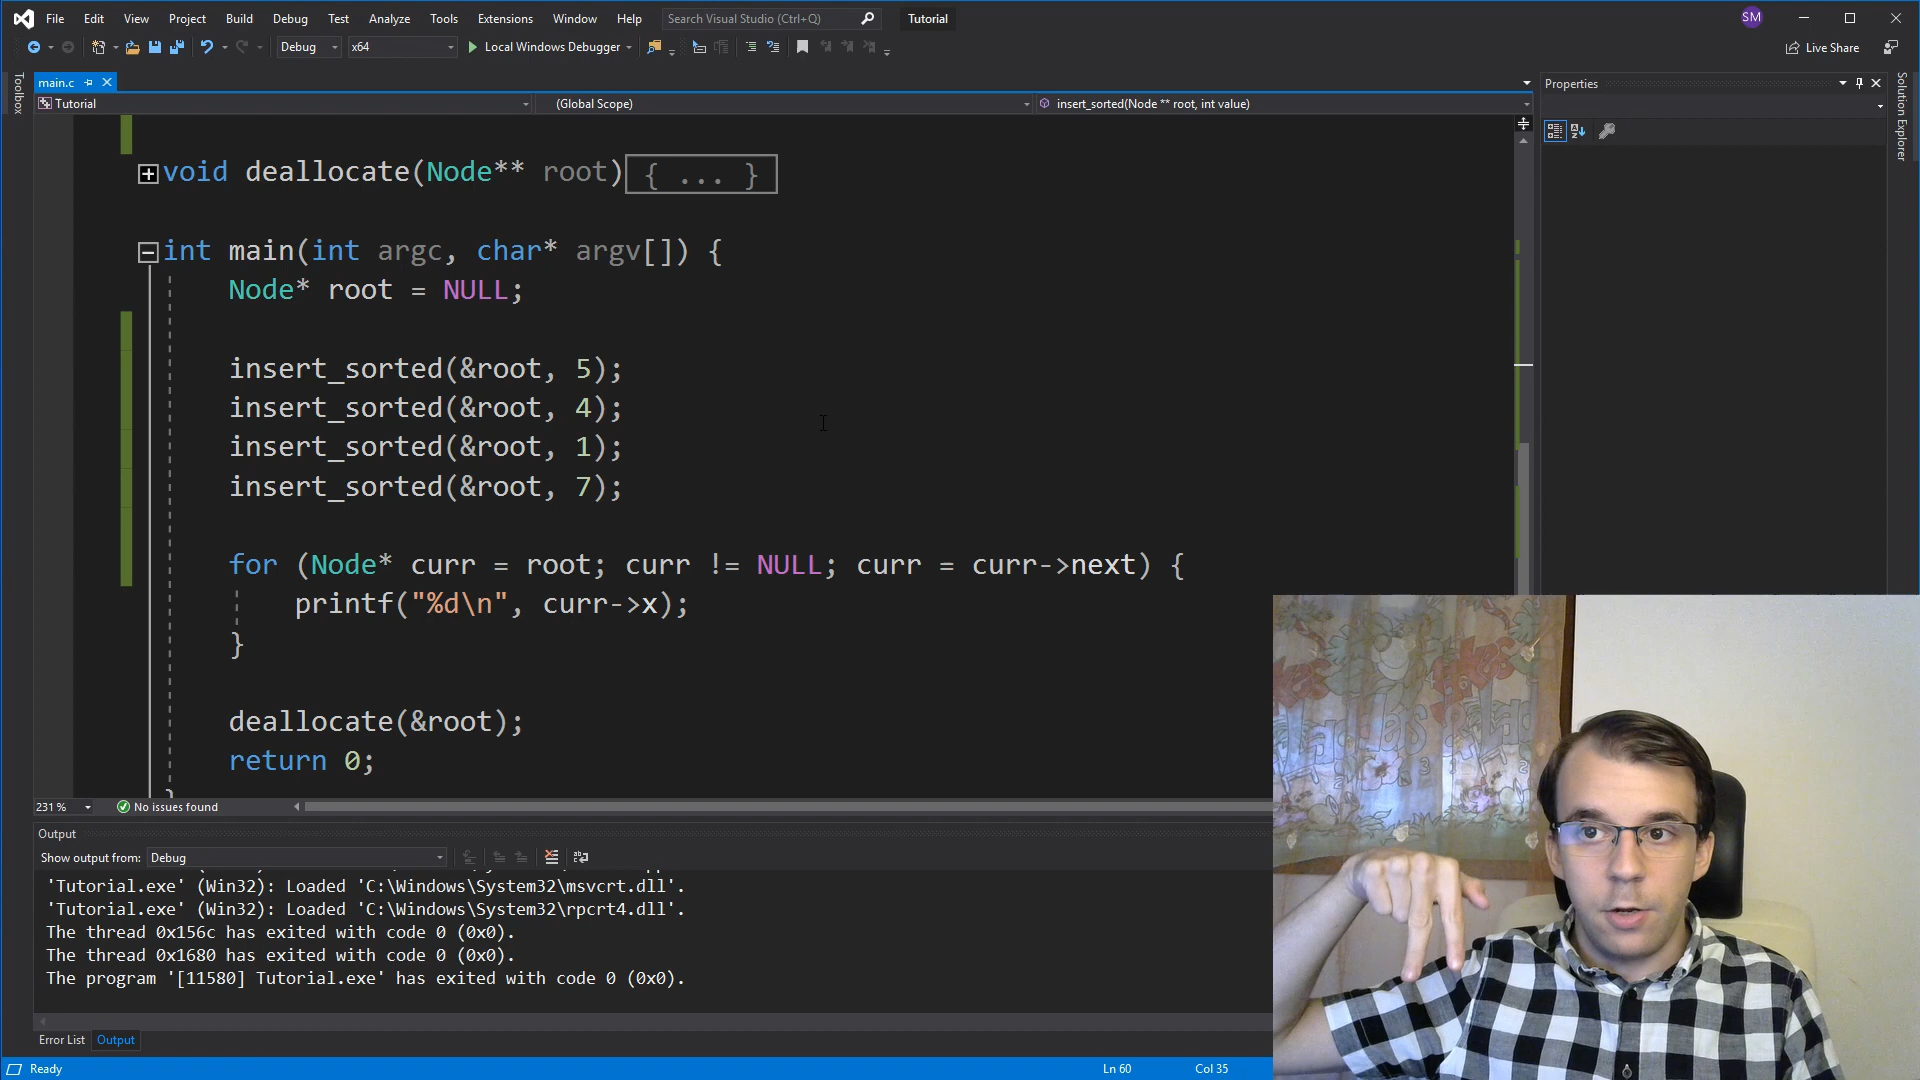 File Edit View Project Build Debug Test Analyze Tools Extensions Window Help Search Visual Studio (Ctrl+Q) Tutorial SM
Debug x64 Local Windows Debugger Live Share
Toolbox
main.c
Properties
Solution Explorer
Tutorial (Global Scope) insert_sorted(Node ** root, int value)
void deallocate(Node** root){ ... }
int main(int argc, char* argv[]) {
Node* root = NULL;
insert_sorted(&root, 5);
insert_sorted(&root, 4);
insert_sorted(&root, 1);
insert_sorted(&root, 7);
for (Node* curr = root; curr != NULL; curr = curr->next) {
printf("%d\n", curr->x);
}
deallocate(&root);
return 0;
}
231 % No issues found
Output
Show output from: Debug
'Tutorial.exe' (Win32): Loaded 'C:\Windows\System32\msvcrt.dll'.
'Tutorial.exe' (Win32): Loaded 'C:\Windows\System32\rpcrt4.dll'.
The thread 0x156c has exited with code 0 (0x0).
The thread 0x1680 has exited with code 0 (0x0).
The program '[11580] Tutorial.exe' has exited with code 0 (0x0).
Error List Output
Ready Ln 60 Col 35